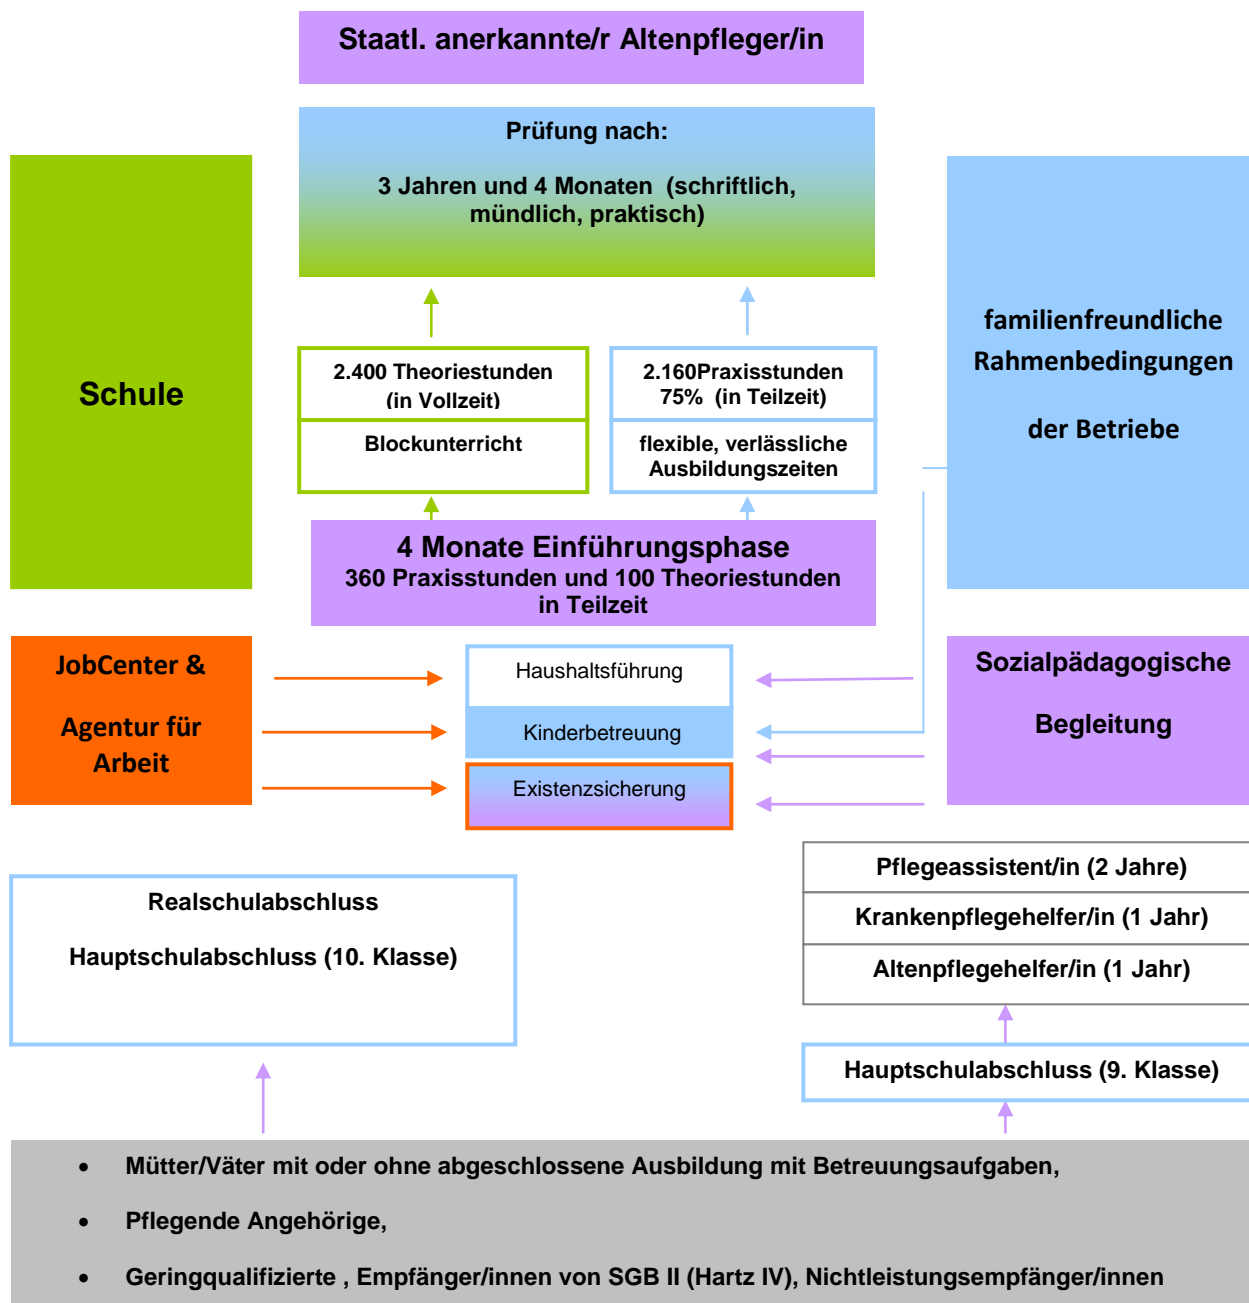 Staatl. anerkannte/r Altenpfleger/in
Prüfung nach:
3 Jahren und 4 Monaten (schriftlich,
mündlich, praktisch)
Schule
2.400 Theoriestunden
(in Vollzeit)
Blockunterricht
2.160Praxisstunden
75% (in Teilzeit)
flexible, verlässliche
Ausbildungszeiten
familienfreundliche
Rahmenbedingungen
der Betriebe
4 Monate Einführungsphase
360 Praxisstunden und 100 Theoriestunden
in Teilzeit
JobCenter &
Agentur für
Arbeit
Haushaltsführung
Kinderbetreuung
Existenzsicherung
Sozialpädagogische
Begleitung
Realschulabschluss
Hauptschulabschluss (10. Klasse)
Pflegeassistent/in (2 Jahre)
Krankenpflegehelfer/in (1 Jahr)
Altenpflegehelfer/in (1 Jahr)
Hauptschulabschluss (9. Klasse)
• Mütter/Väter mit oder ohne abgeschlossene Ausbildung mit Betreuungsaufgaben,
• Pflegende Angehörige,
• Geringqualifizierte , Empfänger/innen von SGB II (Hartz IV), Nichtleistungsempfänger/innen